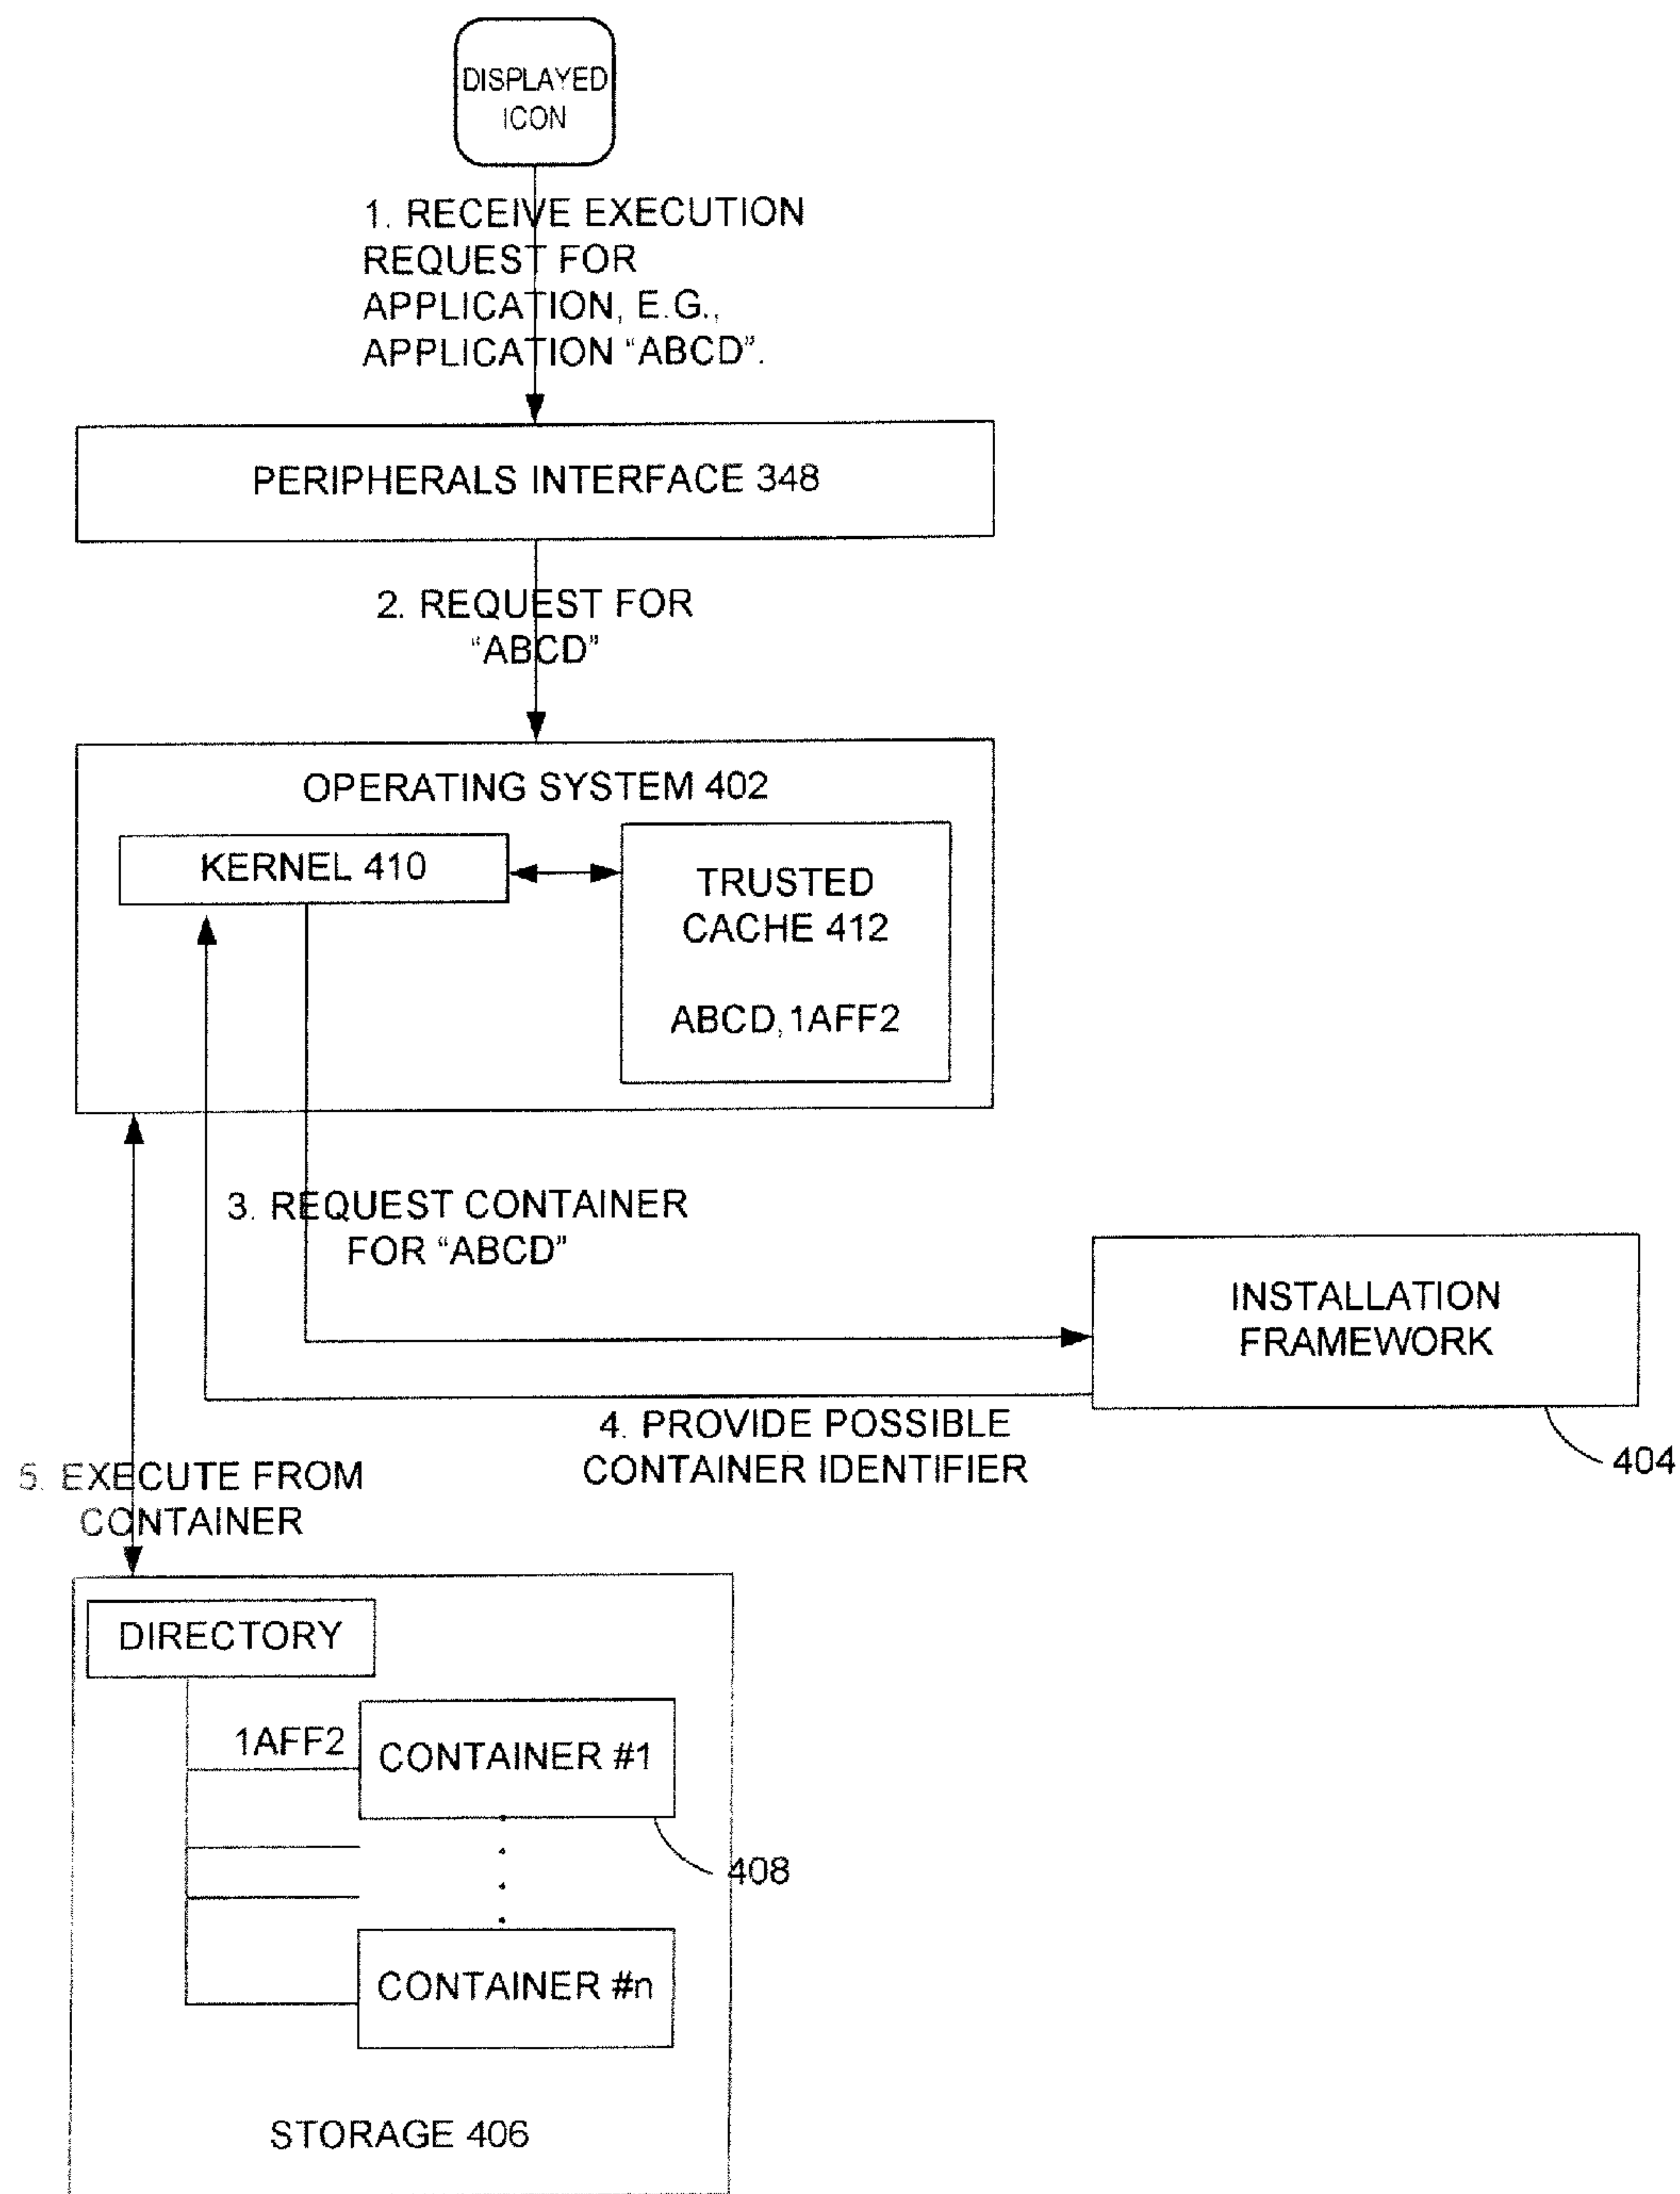 DISPLAYED
ICON
1. RECEIVE EXECUTION
REQUEST FOR
APPLICATION, E.G.,
APPLICATION “ABCD”.
PERIPHERALS INTERFACE 348
2. REQUEST FOR
“ABCD”
OPERATING SYSTEM 402
KERNEL 410
TRUSTED
CACHE 412
ABCD, 1AFF2
3. REQUEST CONTAINER
FOR “ABCD”
INSTALLATION
FRAMEWORK
404
4. PROVIDE POSSIBLE
CONTAINER IDENTIFIER
5. EXECUTE FROM
CONTAINER
DIRECTORY
1AFF2
CONTAINER #1
408
CONTAINER #n
STORAGE 406